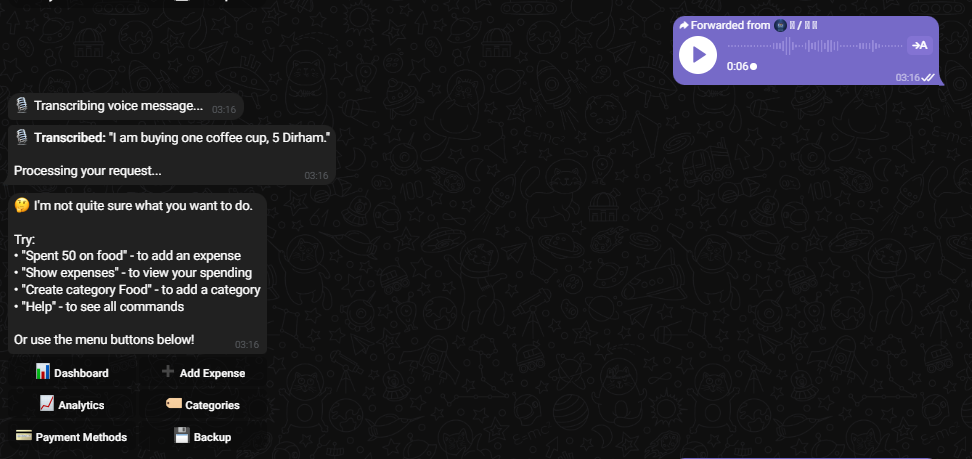 Forwarded from
0:06
03:16
🎙️ Transcribing voice message... 03:16
🎙️ Transcribed: "I am buying one coffee cup, 5 Dirham."
Processing your request... 03:16
🤔 I'm not quite sure what you want to do.
Try:
• "Spent 50 on food" - to add an expense
• "Show expenses" - to view your spending
• "Create category Food" - to add a category
• "Help" - to see all commands
Or use the menu buttons below! 03:16
📊 Dashboard
➕ Add Expense
📈 Analytics
🏷️ Categories
💳 Payment Methods
💾 Backup